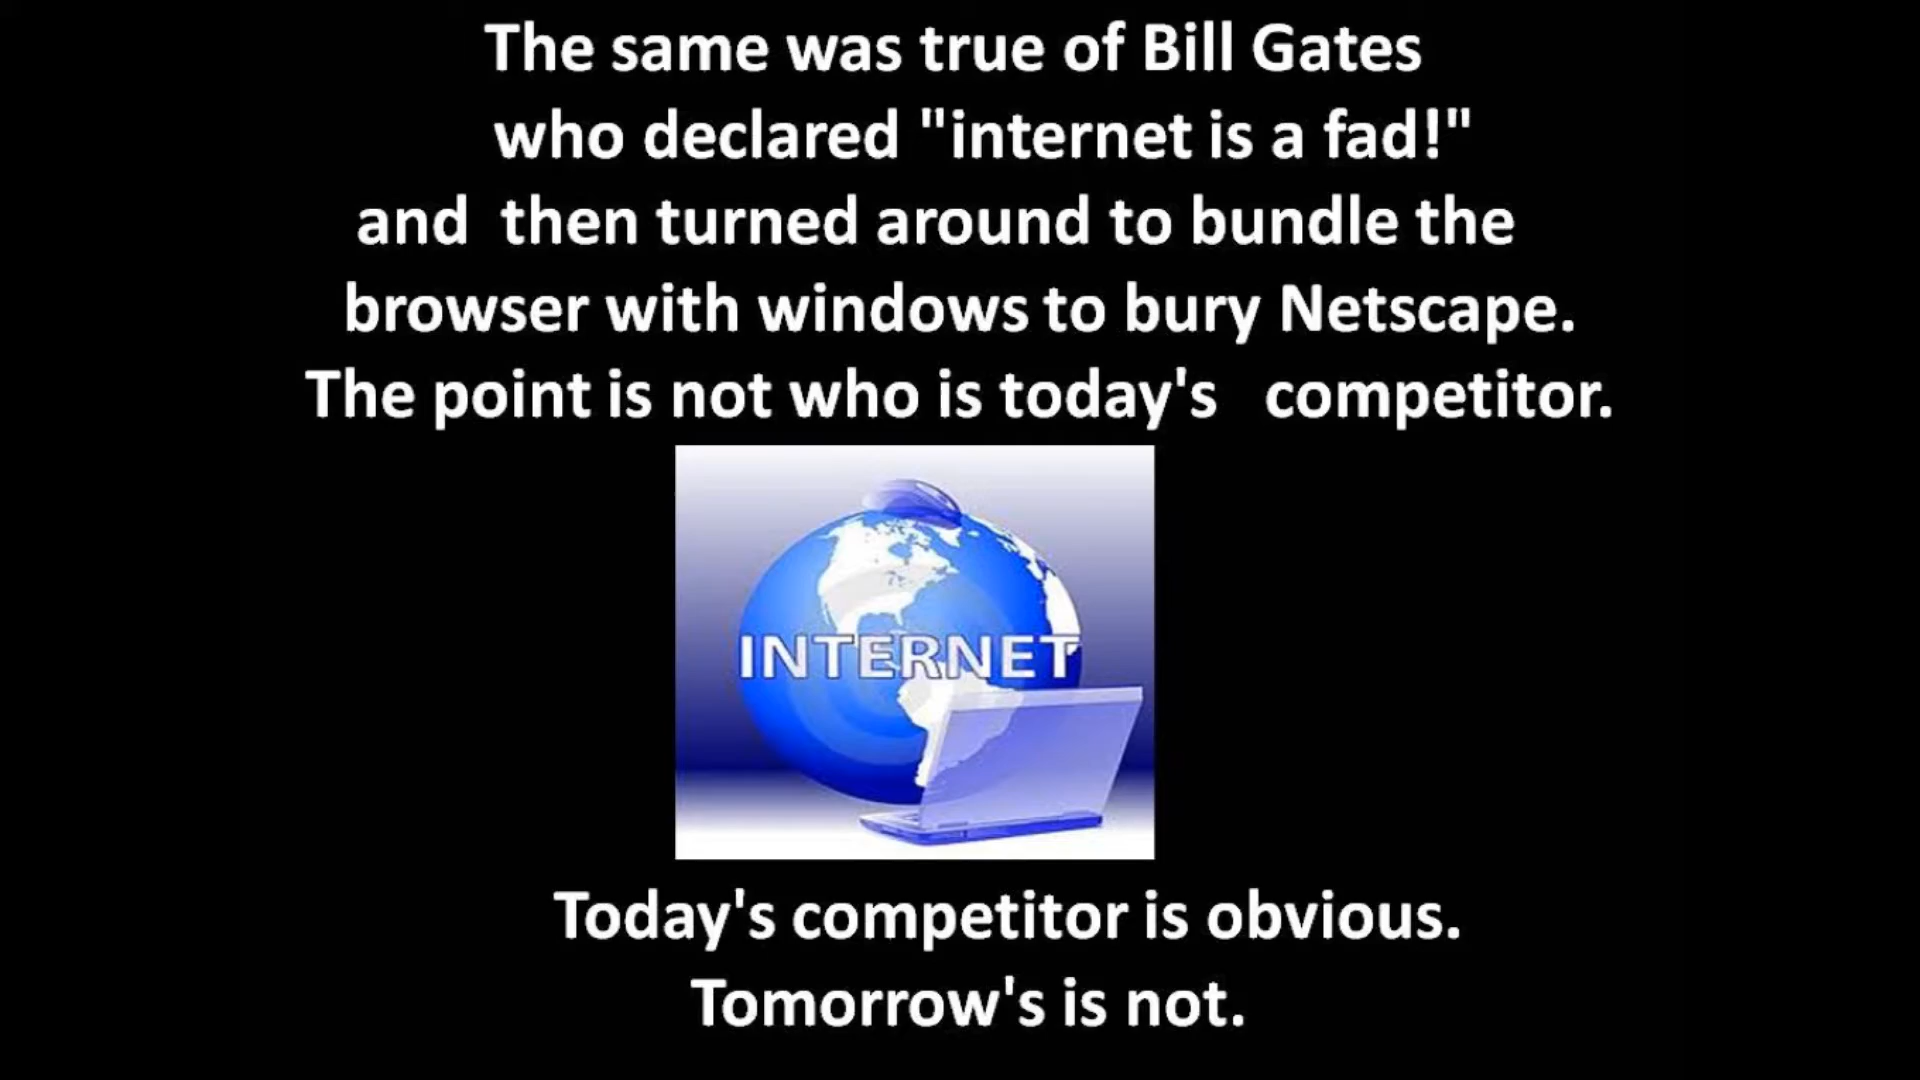 The same was true of Bill Gates
who declared "internet is a fad!"
and then turned around to bundle the
browser with windows to bury Netscape.
The point is not who is today's competitor.
INTERNET
Today's competitor is obvious.
Tomorrow's is not.